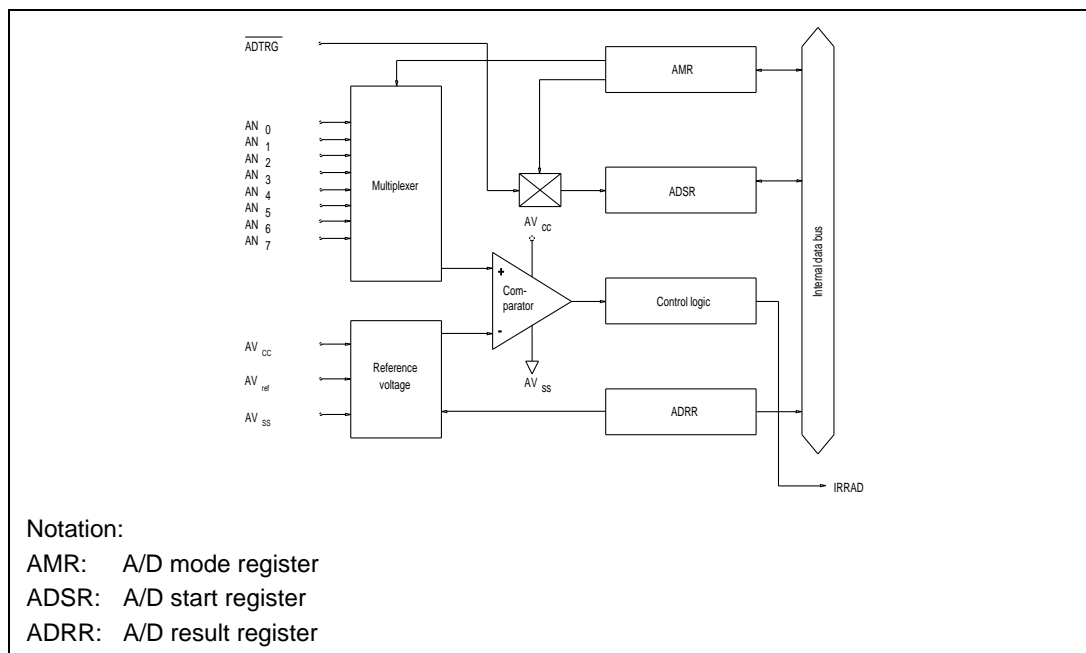 ADTRG
AMR
AN 0
AN 1
AN 2
AN 3
AN 4
AN 5
AN 6
AN 7
Multiplexer
ADSR
AV cc
Internal data bus
+
Com-
parator
-
Control logic
AV cc
AV ref
AV ss
Reference
voltage
AV ss
ADRR
IRRAD
Notation:
AMR: A/D mode register
ADSR: A/D start register
ADRR: A/D result register